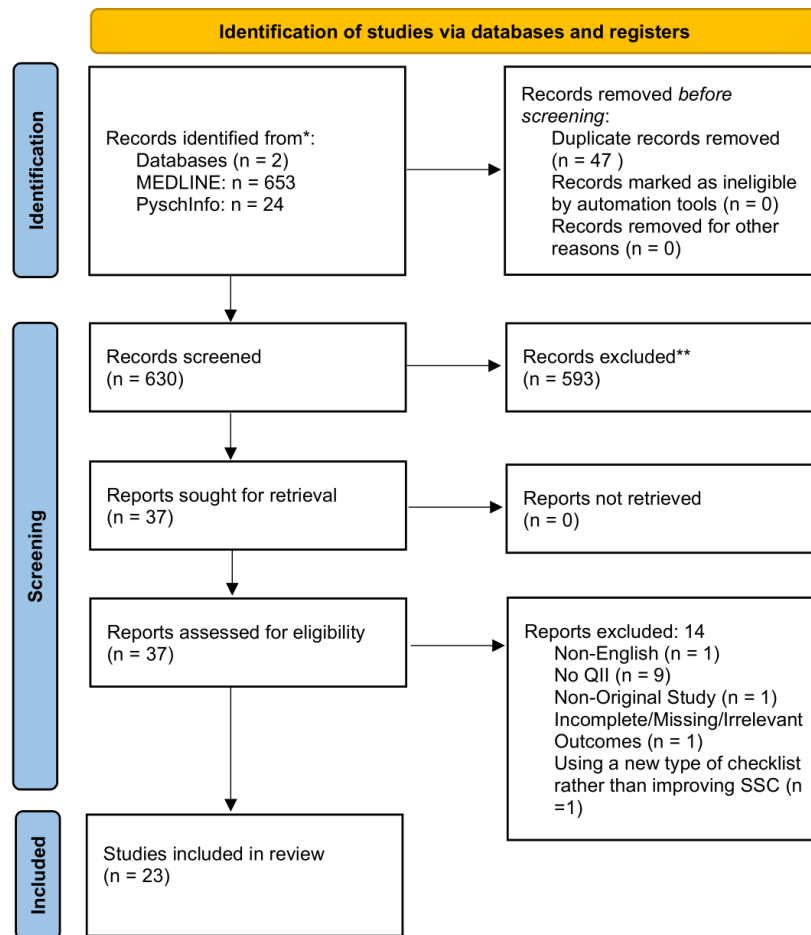 Identification of studies via databases and registers
Identification
Records identified from*:
Databases (n = 2)
MEDLINE: n = 653
PyschInfo: n = 24
Records removed before
screening:
Duplicate records removed
(n = 47 )
Records marked as ineligible
by automation tools (n = 0)
Records removed for other
reasons (n = 0)
Screening
Records screened
(n = 630)
Records excluded**
(n = 593)
Reports sought for retrieval
(n = 37)
Reports not retrieved
(n = 0)
Reports assessed for eligibility
(n = 37)
Reports excluded: 14
Non-English (n = 1)
No QII (n = 9)
Non-Original Study (n = 1)
Incomplete/Missing/Irrelevant
Outcomes (n = 1)
Using a new type of checklist
rather than improving SSC (n
=1)
Included
Studies included in review
(n = 23)